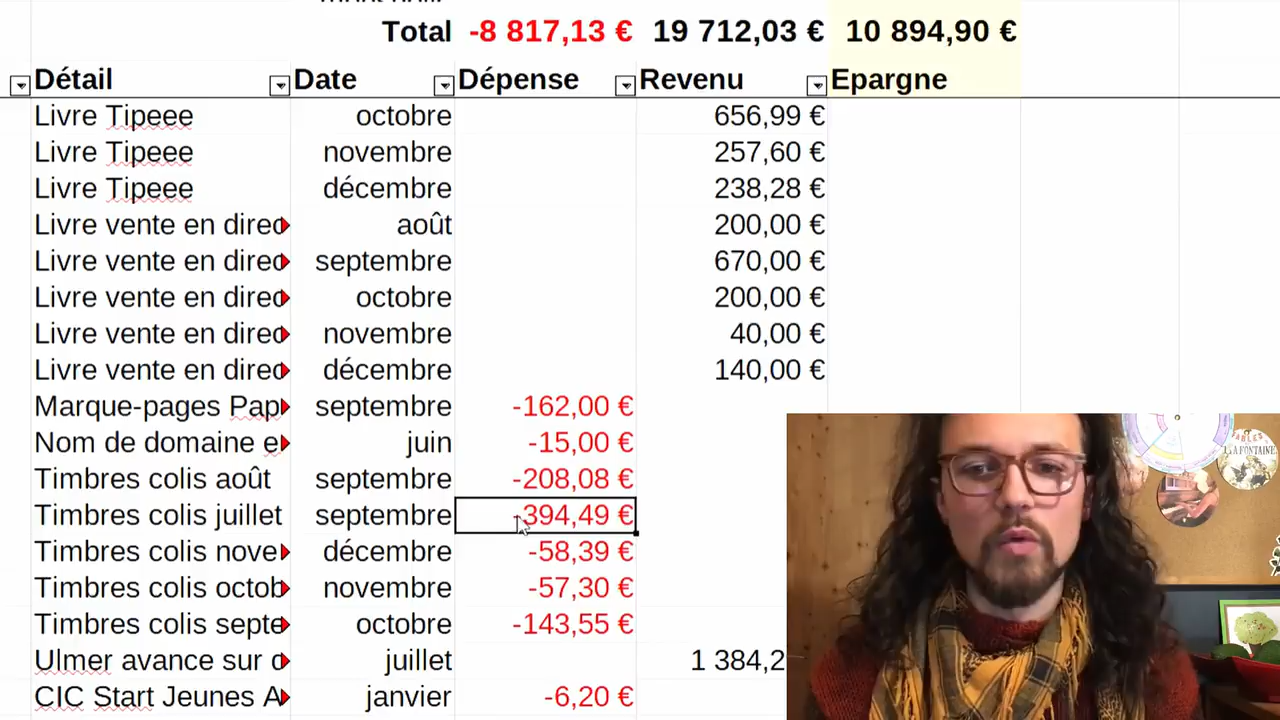 Total -8 817,13 € 19 712,03 € 10 894,90 €
Détail Date Dépense Revenu Epargne
Livre Tipeee octobre 656,99 €
Livre Tipeee novembre 257,60 €
Livre Tipeee décembre 238,28 €
Livre vente en direc août 200,00 €
Livre vente en direc septembre 670,00 €
Livre vente en direc octobre 200,00 €
Livre vente en direc novembre 40,00 €
Livre vente en direc décembre 140,00 €
Marque-pages Pap septembre -162,00 €
Nom de domaine e juin -15,00 €
Timbres colis août septembre -208,08 €
Timbres colis juillet septembre -394,49 €
Timbres colis nove décembre -58,39 €
Timbres colis octob novembre -57,30 €
Timbres colis septe octobre -143,55 €
Ulmer avance sur d juillet 1 384,2
CIC Start Jeunes A janvier -6,20 €
FABLES
LA FONTAINE